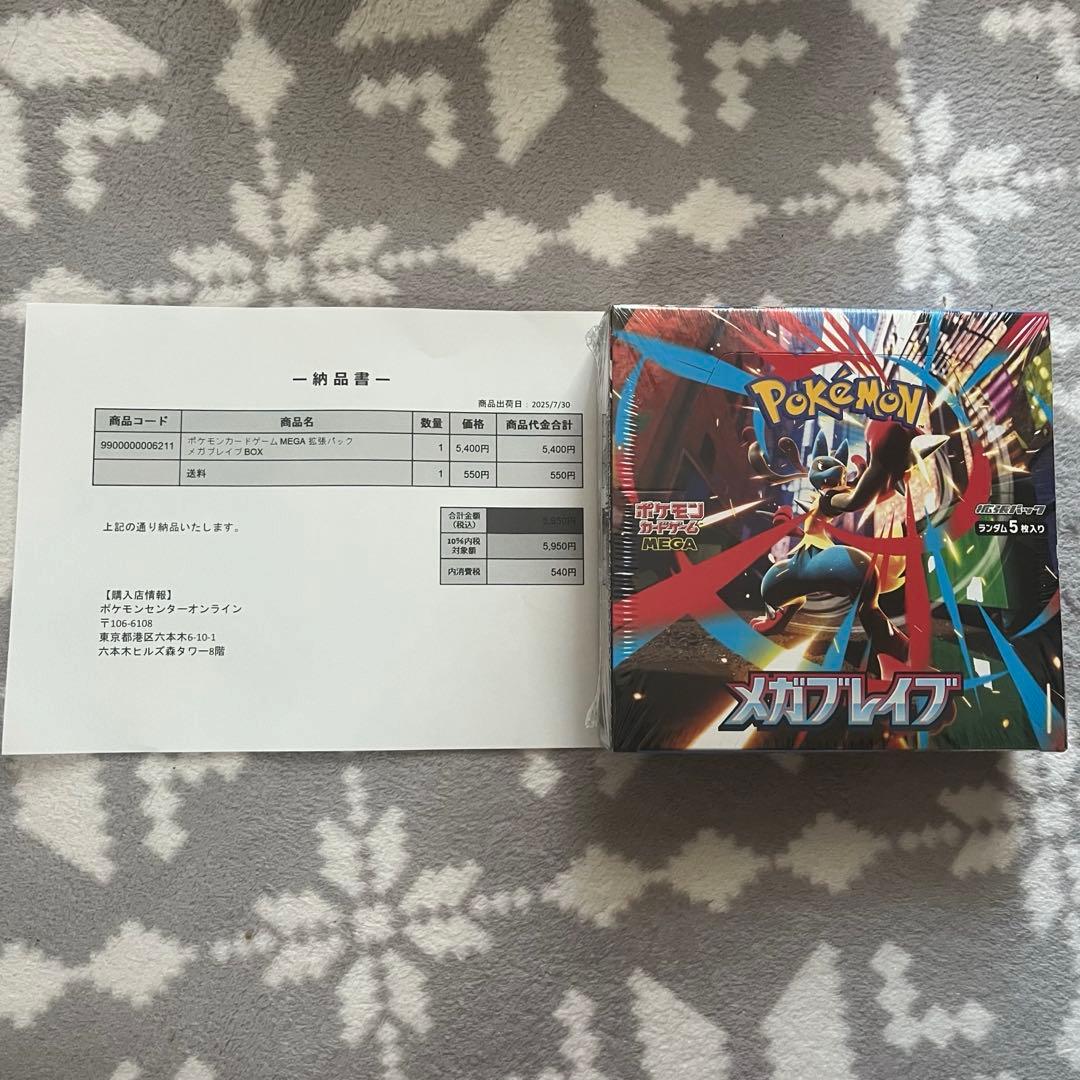 ー納品書ー
商品出荷日：2025/7/30
商品コード 商品名 数量 価格 商品代金合計
9900000006211 ポケモンカードゲーム MEGA 拡張パック
メガブレイブ BOX 1 5,400円 5,400円
送料 1 550円 550円
上記の通り納品いたします。
合計金額
(税込) 5,950円
10%内税
対象額 5,950円
内消費税 540円
【購入店情報】
ポケモンセンターオンライン
〒106-6108
東京都港区六本木6-10-1
六本木ヒルズ森タワー8階
POKéMON
TM
ポケモン
カードゲーム
MEGA
拡張パック
ランダム5枚入り
メガブレイブ